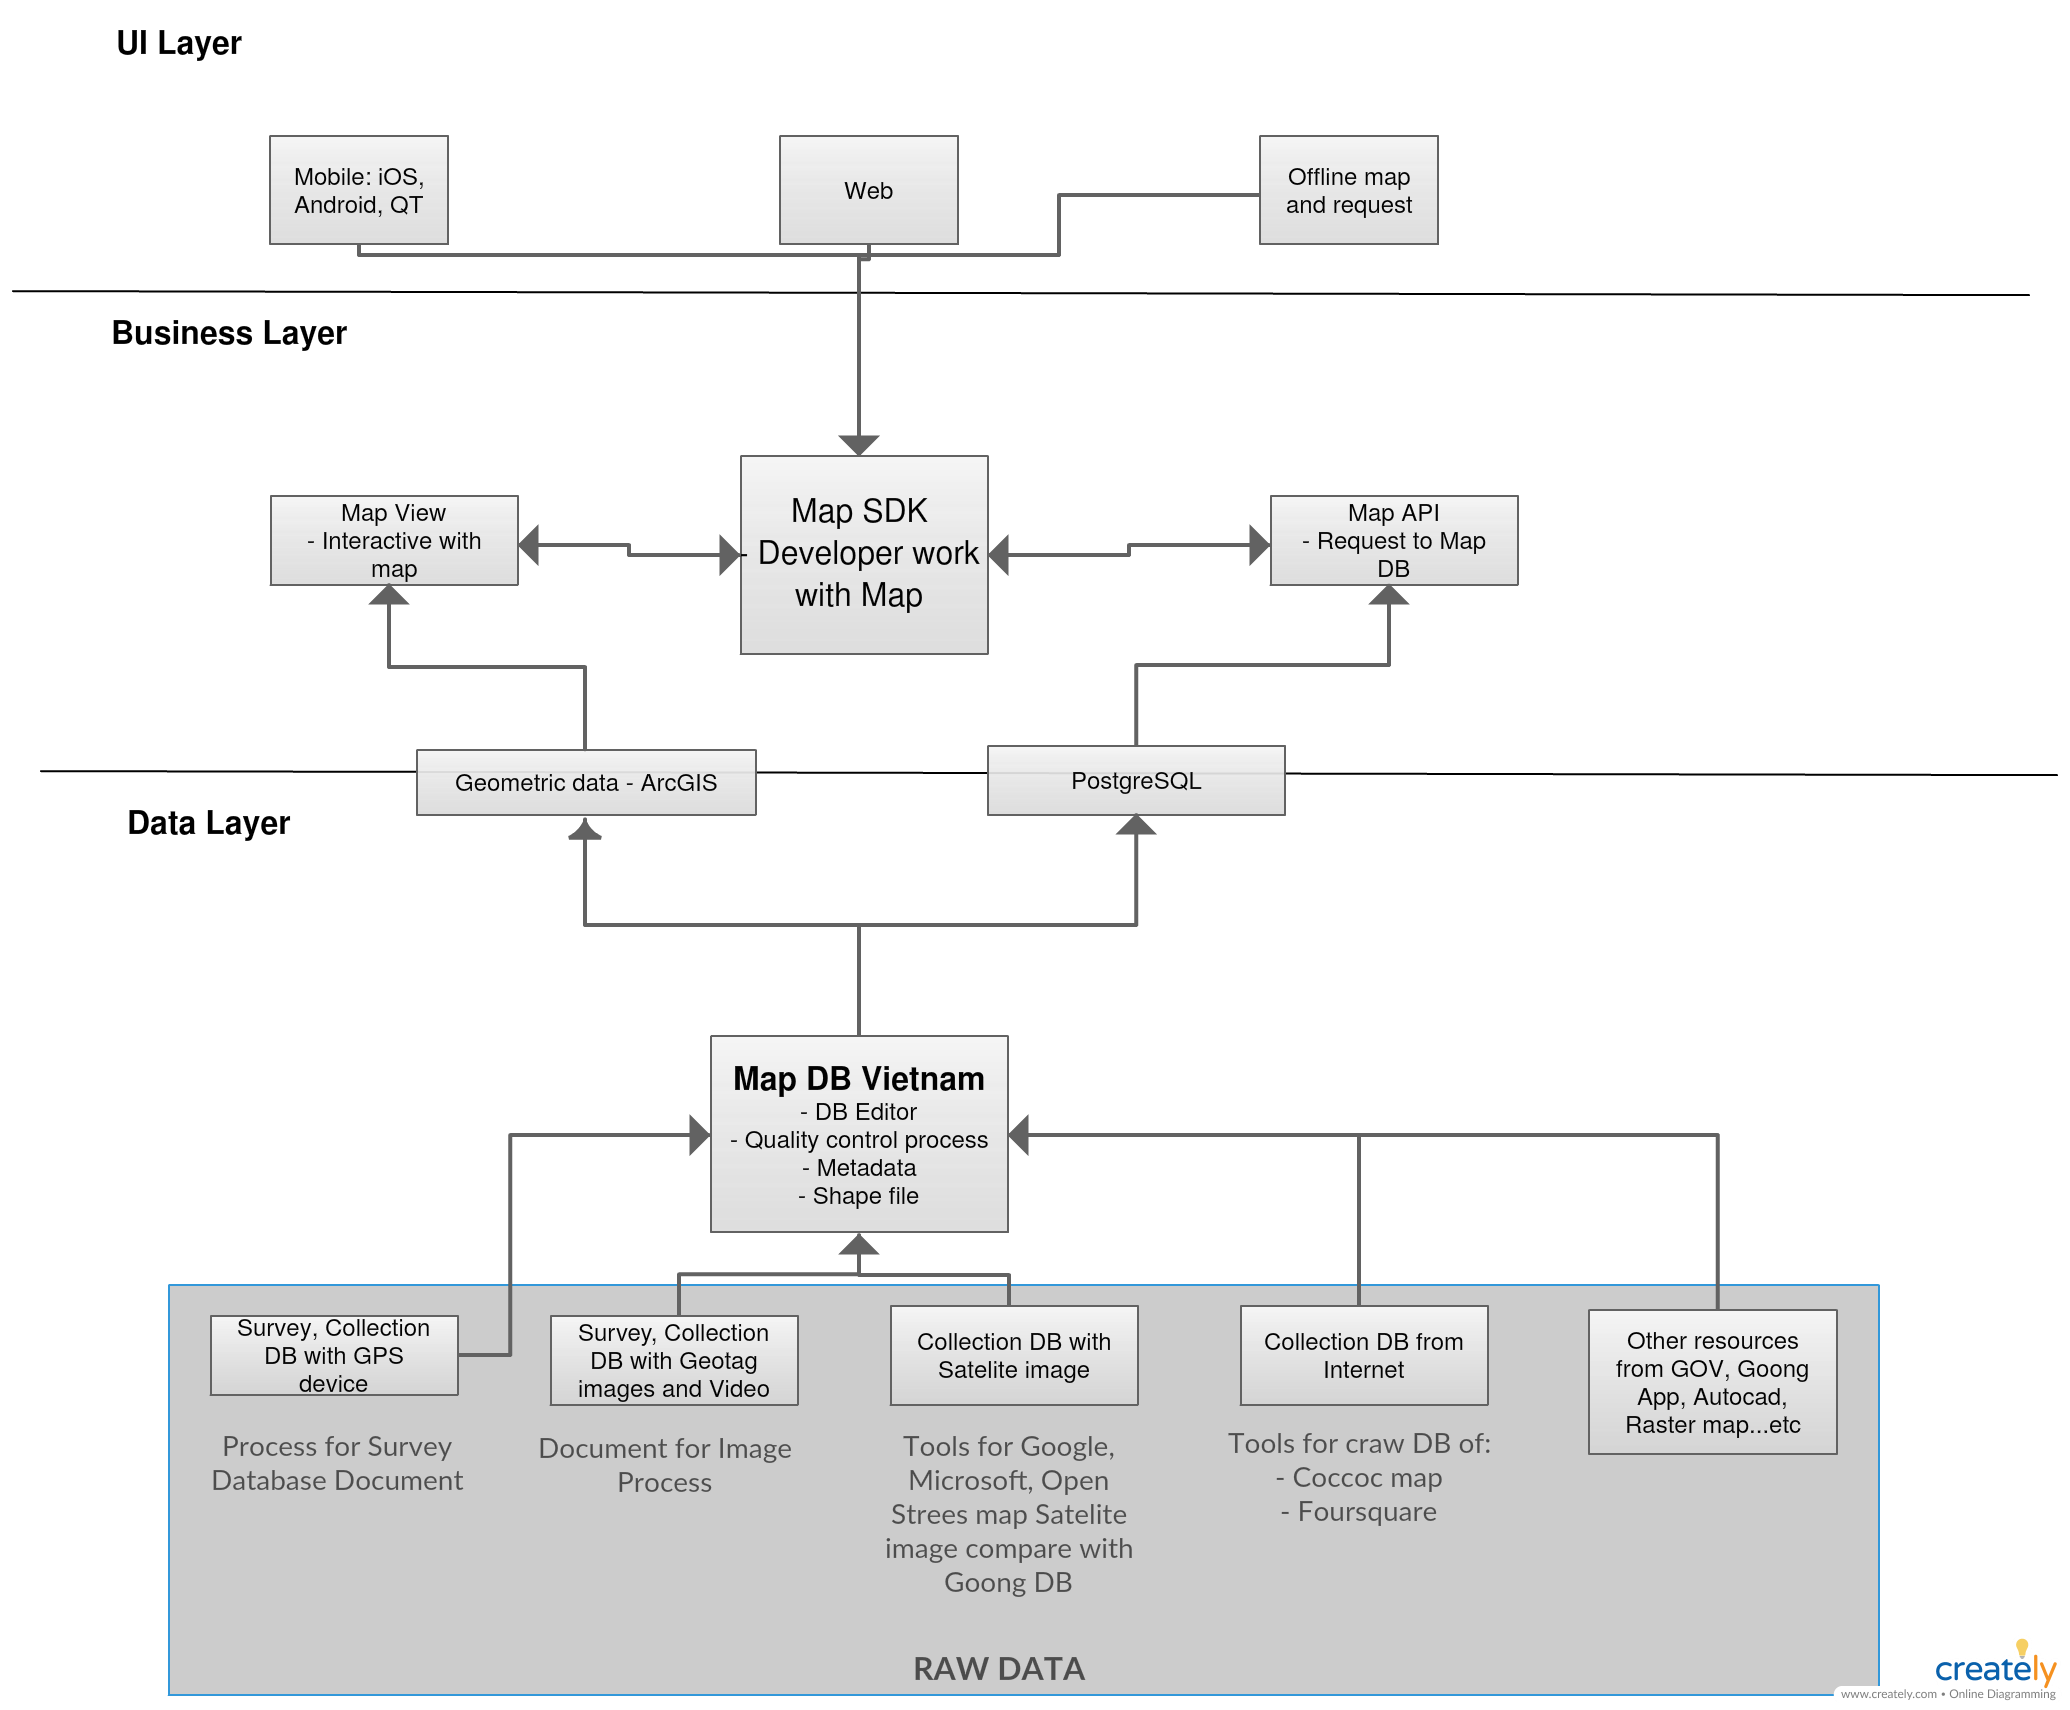 UI Layer
Mobile: iOS,
Android, QT
Web
Offline map
and request
Business Layer
Map View
- Interactive with
map
Map SDK
- Developer work
with Map
Map API
- Request to Map
DB
Geometric data - ArcGIS
PostgreSQL
Data Layer
Map DB Vietnam
- DB Editor
- Quality control process
- Metadata
- Shape file
Survey, Collection
DB with GPS
device
Survey, Collection
DB with Geotag
images and Video
Collection DB with
Satelite image
Collection DB from
Internet
Other resources
from GOV, Goong
App, Autocad,
Raster map...etc
Process for Survey
Database Document
Document for Image
Process
Tools for Google,
Microsoft, Open
Strees map Satelite
image compare with
Goong DB
Tools for craw DB of:
- Coccoc map
- Foursquare
RAW DATA
creately
www.creately.com • Online Diagramming